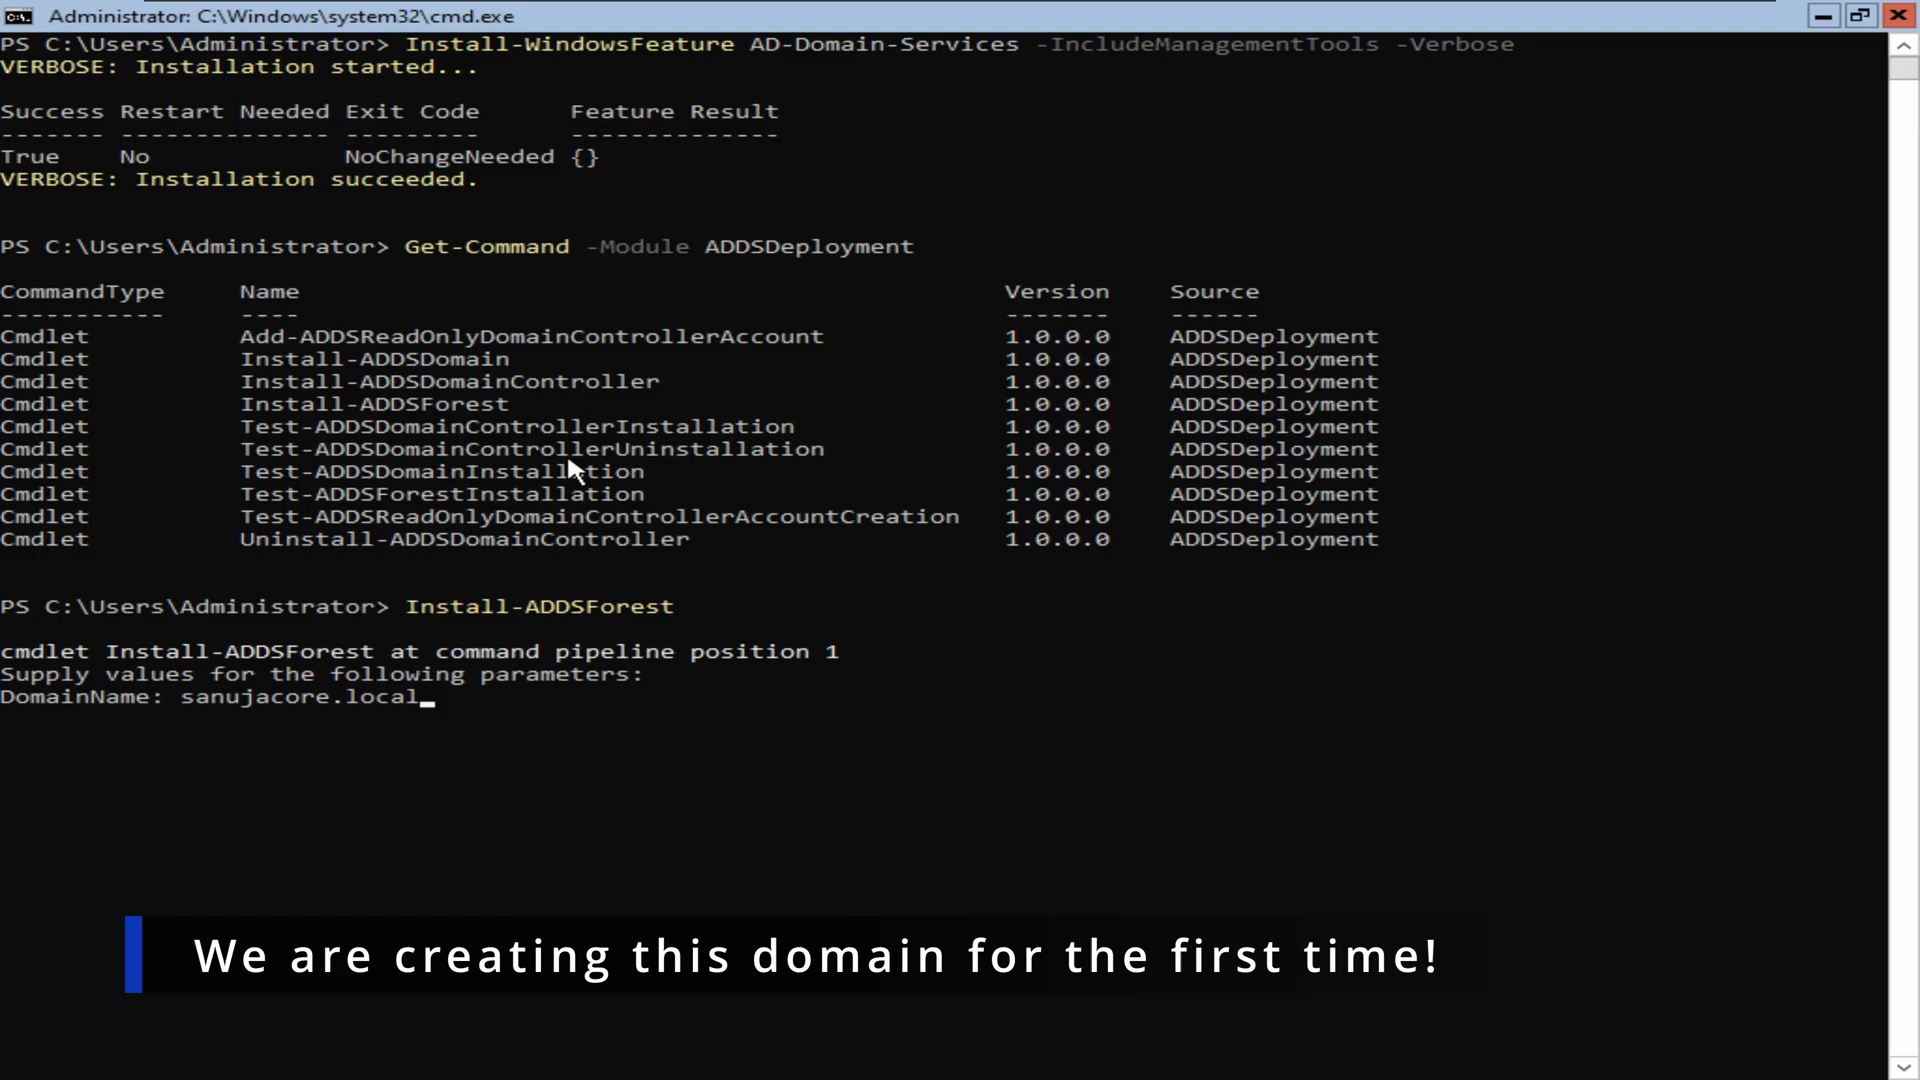 Administrator: C:\Windows\system32\cmd.exe
PS C:\Users\Administrator> Install-WindowsFeature AD-Domain-Services -IncludeManagementTools -Verbose
VERBOSE: Installation started...
Success Restart Needed Exit Code      Feature Result
------- -------------- ---------      --------------
True    No             NoChangeNeeded {}
VERBOSE: Installation succeeded.
PS C:\Users\Administrator> Get-Command -Module ADDSDeployment
CommandType     Name                                               Version    Source
-----------     ----                                               -------    ------
Cmdlet          Add-ADDSReadOnlyDomainControllerAccount            1.0.0.0    ADDSDeployment
Cmdlet          Install-ADDSDomain                                 1.0.0.0    ADDSDeployment
Cmdlet          Install-ADDSDomainController                       1.0.0.0    ADDSDeployment
Cmdlet          Install-ADDSForest                                 1.0.0.0    ADDSDeployment
Cmdlet          Test-ADDSDomainControllerInstallation              1.0.0.0    ADDSDeployment
Cmdlet          Test-ADDSDomainControllerUninstallation            1.0.0.0    ADDSDeployment
Cmdlet          Test-ADDSDomainInstallation                        1.0.0.0    ADDSDeployment
Cmdlet          Test-ADDSForestInstallation                        1.0.0.0    ADDSDeployment
Cmdlet          Test-ADDSReadOnlyDomainControllerAccountCreation   1.0.0.0    ADDSDeployment
Cmdlet          Uninstall-ADDSDomainController                     1.0.0.0    ADDSDeployment
PS C:\Users\Administrator> Install-ADDSForest
cmdlet Install-ADDSForest at command pipeline position 1
Supply values for the following parameters:
DomainName: sanujacore.local
We are creating this domain for the first time!